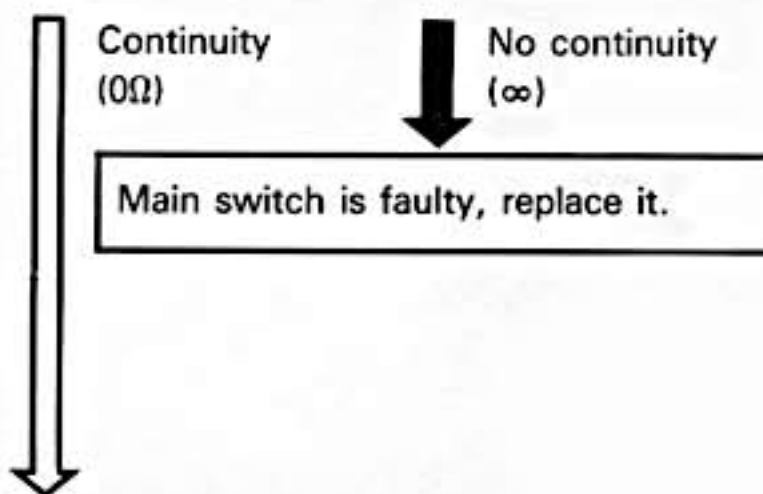 Continuity
(0Ω)
No continuity
(∞)
Main switch is faulty, replace it.